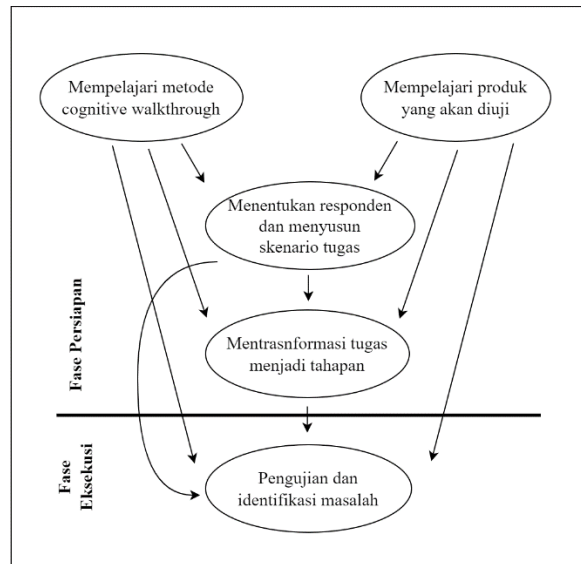 Mempelajari metode
cognitive walkthrough
Mempelajari produk
yang akan diuji
Menentukan responden
dan menyusun
skenario tugas
Mentrasnformasi tugas
menjadi tahapan
Fase Persiapan
Pengujian dan
identifikasi masalah
Fase
Eksekusi